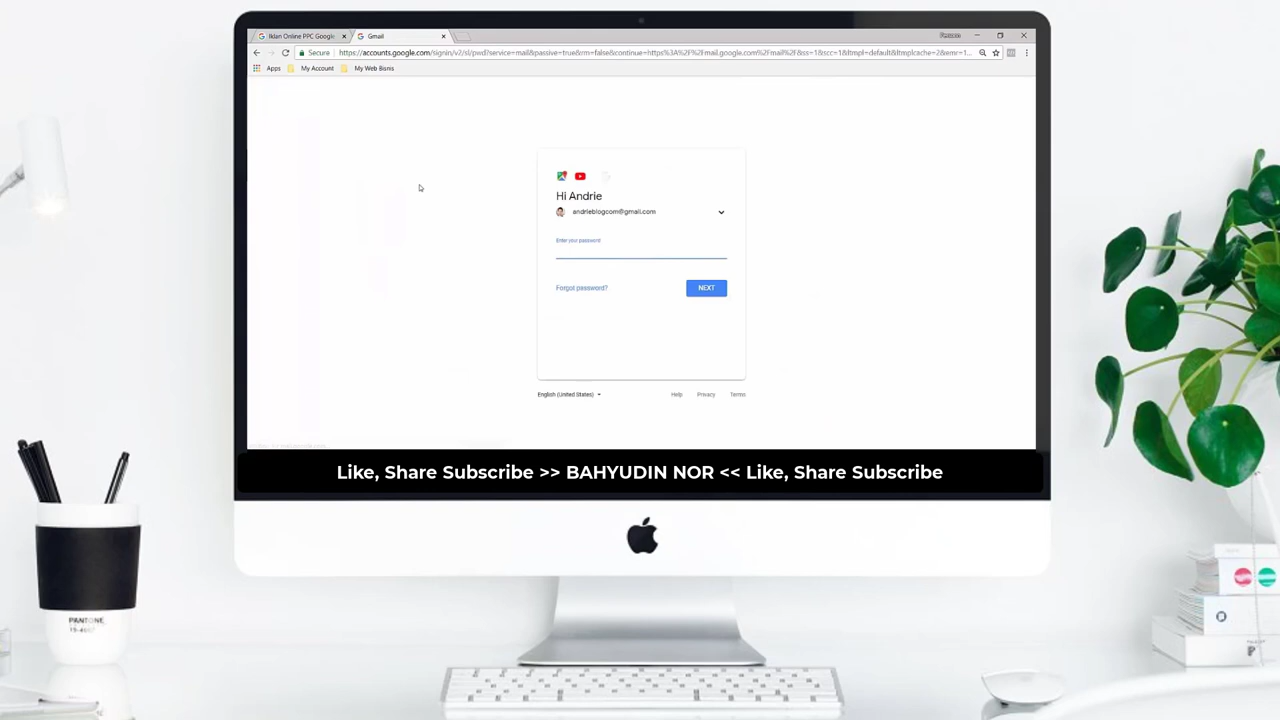 Iklan Online PPC Google
Gmail
Secure
https://accounts.google.com/signin/v2/sl/pwd?service=mail&passive=true&rm=false&continue=https%3A%2F%2Fmail.google.com%2Fmail%2F&ss=1&scc=1&ltmpl=default&ltmplcache=2&emr=1...
Apps My Account My Web Bisnis
Hi Andrie
andrieblogcom@gmail.com
Enter your password
Forgot password? NEXT
English (United States) Help Privacy Terms
Like, Share Subscribe >> BAHYUDIN NOR << Like, Share Subscribe
PANTONE